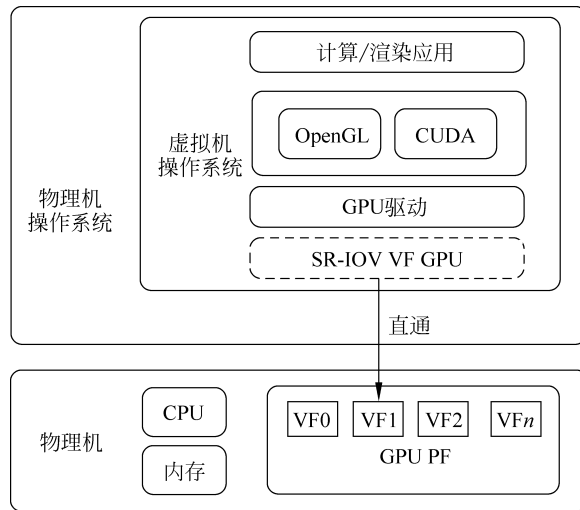 计算/渲染应用
虚拟机
操作系统
OpenGL
CUDA
物理机
操作系统
GPU驱动
SR-IOV VF GPU
直通
物理机
CPU
内存
VF0
VF1
VF2
VFn
GPU PF